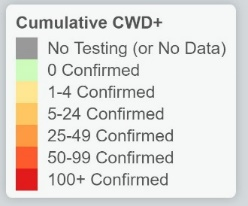 Cumulative CWD+
No Testing (or No Data)
0 Confirmed
1-4 Confirmed
5-24 Confirmed
25-49 Confirmed
50-99 Confirmed
100+ Confirmed